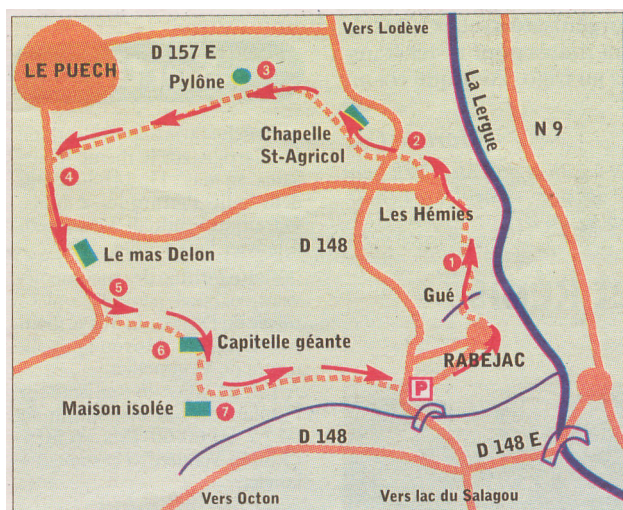 Vers Lodève
D 157 E
LE PUECH
Pylône
3
La Lergue
N 9
Chapelle
St-Agricol
2
4
Les Hémies
D 148
Le mas Delon
1
Gué
5
Capitelle géante
6
RABEJAC
P
Maison isolée
7
D 148
D 148 E
Vers Octon
Vers lac du Salagou